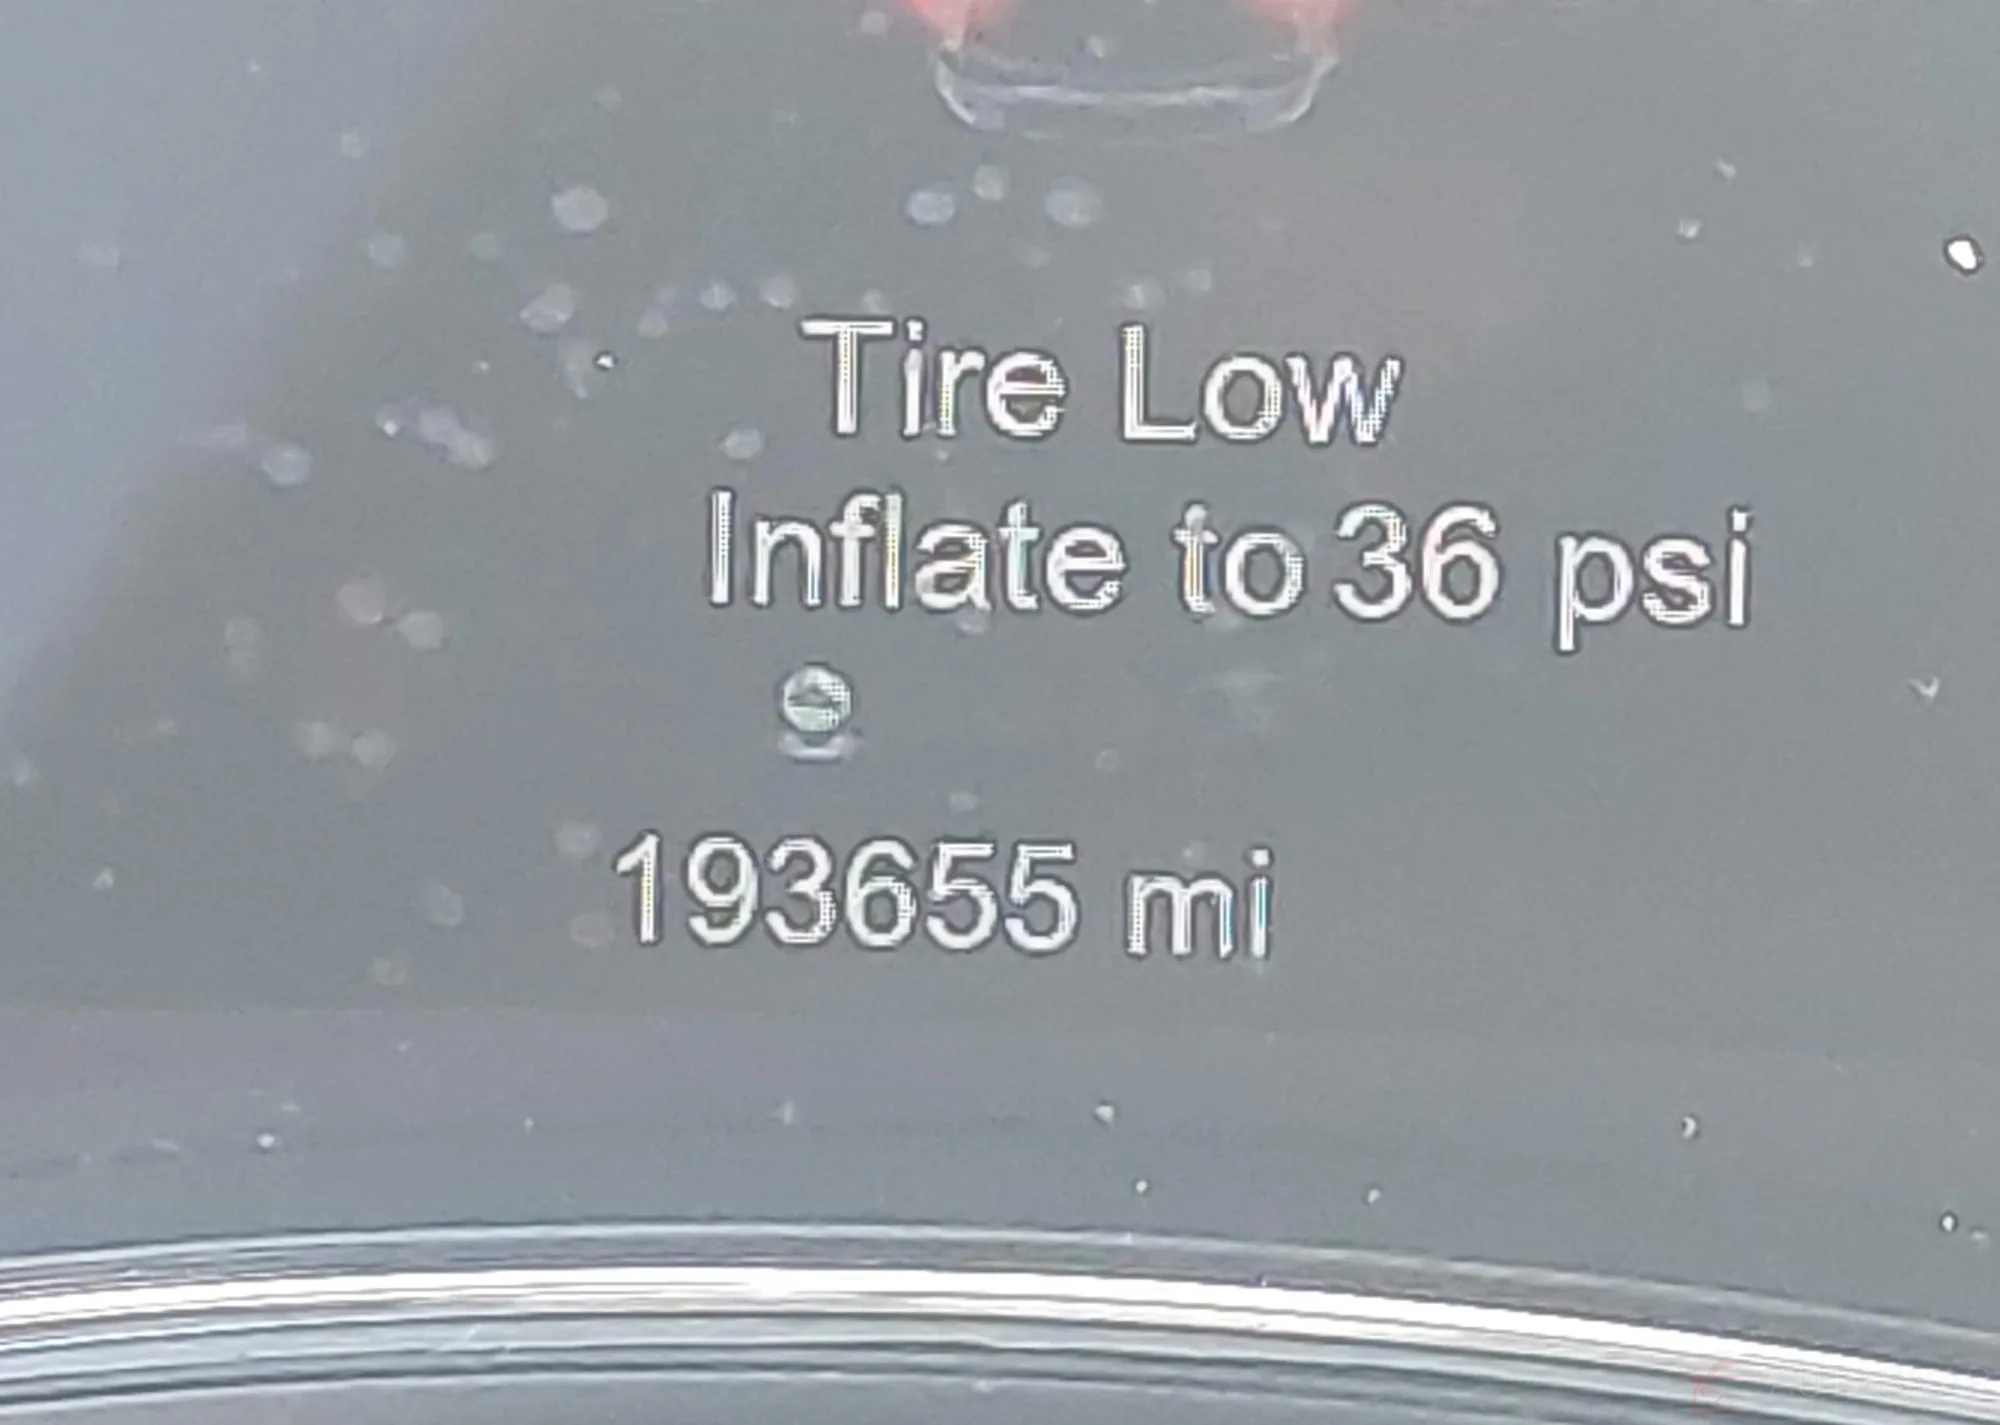 Tire Low
Inflate to 36 psi
193655 mi